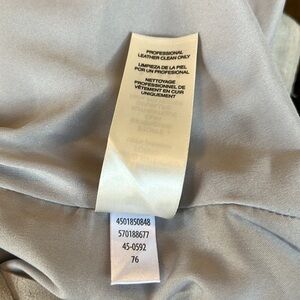 PROFESSIONAL
LEATHER CLEAN ONLY
LIMPIEZA DE LA PIEL
POR UN PROFESIONAL
NETTOYAGE
PROFESSIONNEL DE
VÊTEMENT EN CUIR
UNIQUEMENT
4501850848
570188677
45-0592
76